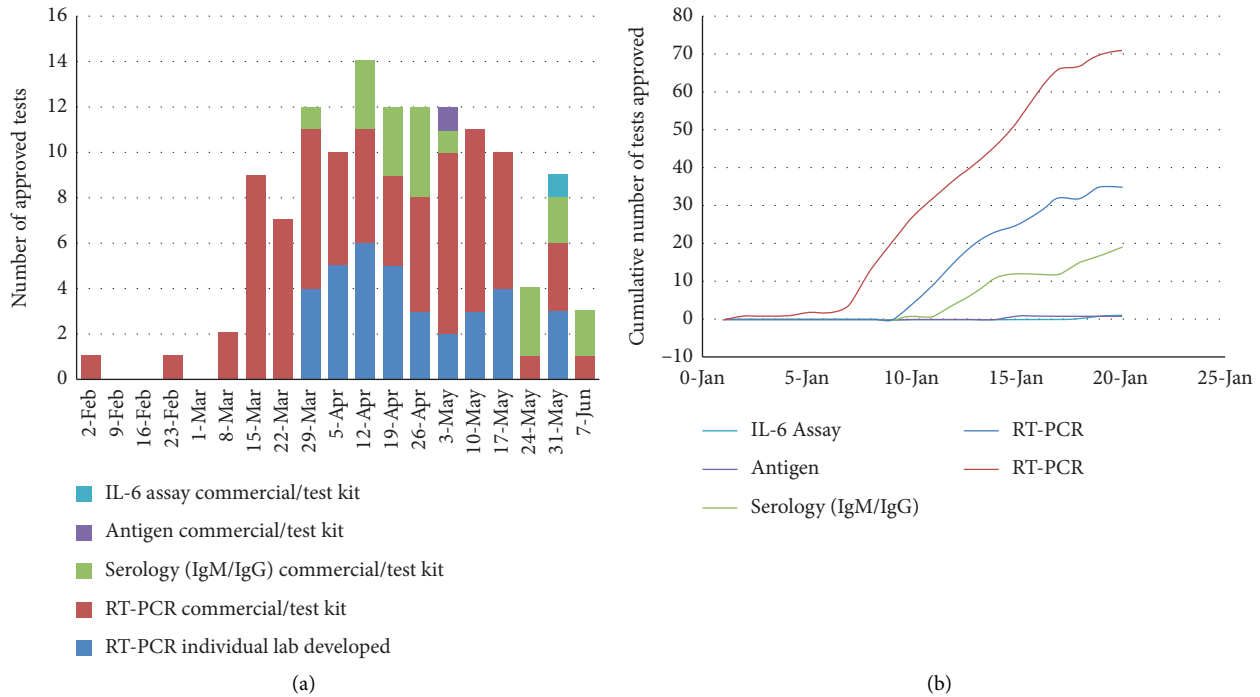 Number of approved tests
16
14
12
10
8
6
4
2
0
2-Feb
9-Feb
16-Feb
23-Feb
1-Mar
8-Mar
15-Mar
22-Mar
29-Mar
5-Apr
12-Apr
19-Apr
26-Apr
3-May
10-May
17-May
24-May
31-May
7-Jun
IL-6 assay commercial/test kit
Antigen commercial/test kit
Serology (IgM/IgG) commercial/test kit
RT-PCR commercial/test kit
RT-PCR individual lab developed
(a)
Cumulative number of tests approved
80
70
60
50
40
30
20
10
0
–10
0-Jan
5-Jan
10-Jan
15-Jan
20-Jan
25-Jan
IL-6 Assay
Antigen
Serology (IgM/IgG)
RT-PCR
RT-PCR
(b)